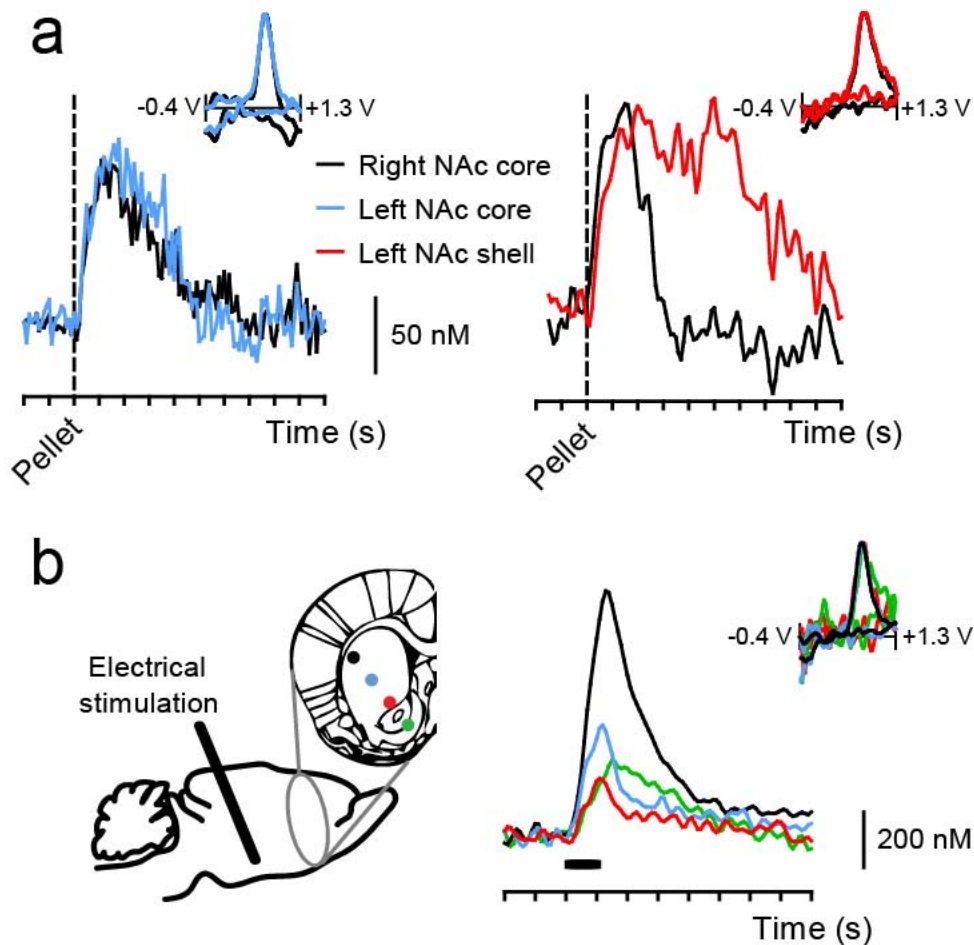 a
-0.4 V
+1.3 V
-0.4 V
+1.3 V
Right NAc core
Left NAc core
Left NAc shell
50 nM
Pellet
Time (s)
Pellet
Time (s)
b
Electrical
stimulation
-0.4 V
+1.3 V
200 nM
Time (s)